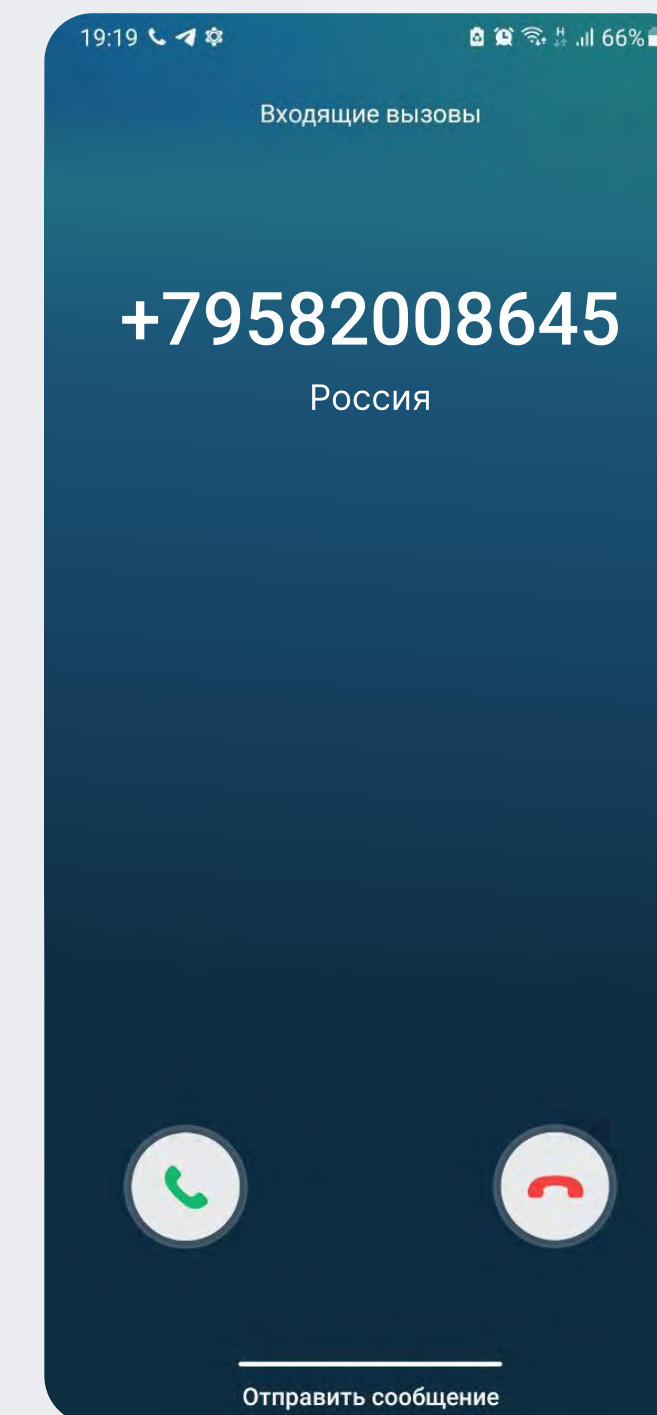 19:19 H 66%
Входящие вызовы
+79582008645
Россия
Отправить сообщение